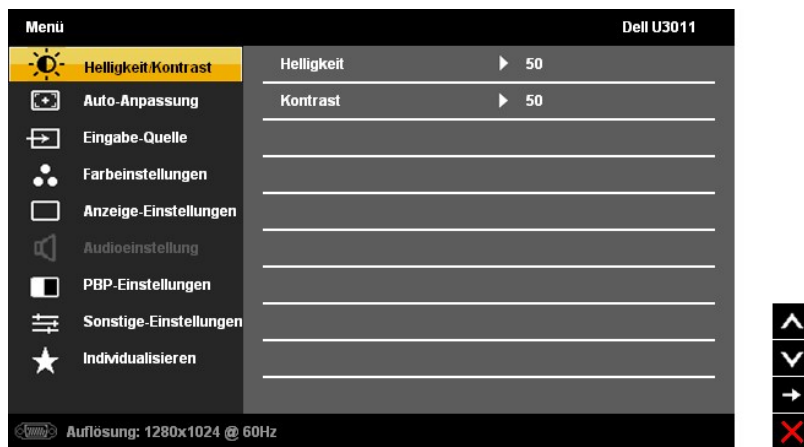 Menü Dell U3011
Helligkeit/Kontrast Helligkeit 50
Auto-Anpassung Kontrast 50
Eingabe-Quelle
Farbeinstellungen
Anzeige-Einstellungen
Audioeinstellung
PBP-Einstellungen
Sonstige-Einstellungen
Individualisieren
Auflösung: 1280x1024 @ 60Hz